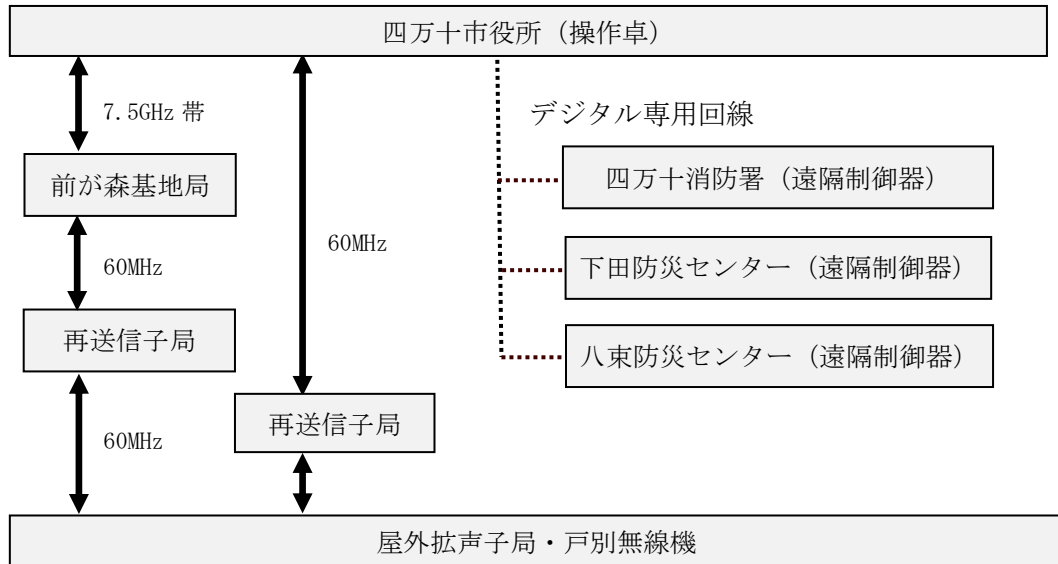 四万十市役所（操作卓）
7.5GHz 帯
デジタル専用回線
前が森基地局
四万十消防署（遠隔制御器）
60MHz
60MHz
下田防災センター（遠隔制御器）
再送信子局
八束防災センター（遠隔制御器）
60MHz
再送信子局
屋外拡声子局・戸別無線機